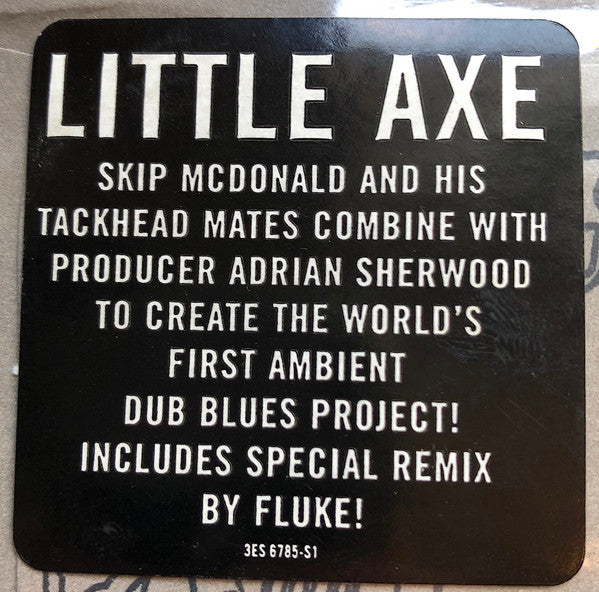 LITTLE AXE
SKIP MCDONALD AND HIS
TACKHEAD MATES COMBINE WITH
PRODUCER ADRIAN SHERWOOD
TO CREATE THE WORLD'S
FIRST AMBIENT
DUB BLUES PROJECT!
INCLUDES SPECIAL REMIX
BY FLUKE!
3ES 6785-S1